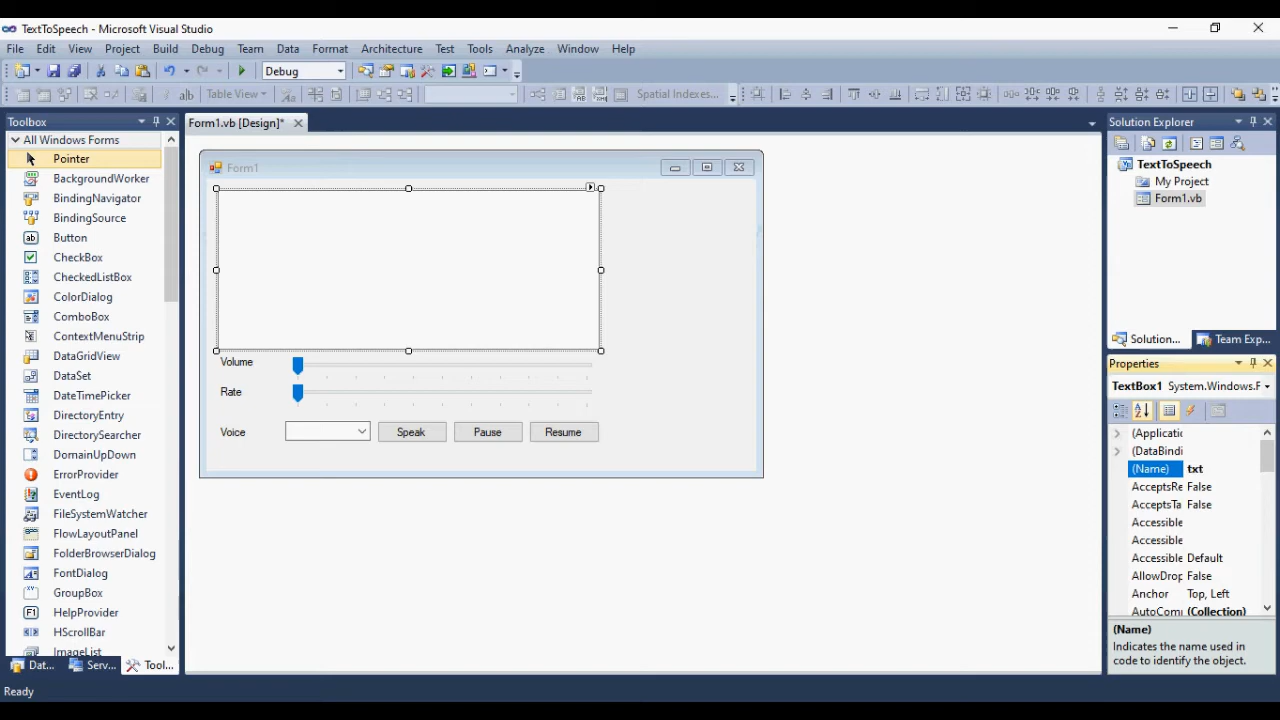 TextToSpeech - Microsoft Visual Studio
File Edit View Project Build Debug Team Data Format Architecture Test Tools Analyze Window Help
Debug
Table View Spatial Indexes...
Toolbox
All Windows Forms
Pointer
BackgroundWorker
BindingNavigator
BindingSource
Button
CheckBox
CheckedListBox
ColorDialog
ComboBox
ContextMenuStrip
DataGridView
DataSet
DateTimePicker
DirectoryEntry
DirectorySearcher
DomainUpDown
ErrorProvider
EventLog
FileSystemWatcher
FlowLayoutPanel
FolderBrowserDialog
FontDialog
GroupBox
HelpProvider
HScrollBar
ImageList
Dat... Serv... Tool...
Form1.vb [Design]*
Form1
Volume
Rate
Voice Speak Pause Resume
Solution Explorer
TextToSpeech
My Project
Form1.vb
Solution... Team Exp...
Properties
TextBox1 System.Windows.F
(Applicatic
(DataBindi
(Name) txt
AcceptsRe False
AcceptsTa False
Accessible
Accessible
Accessible Default
AllowDrop False
Anchor Top, Left
AutoComp (Collection)
(Name)
Indicates the name used in
code to identify the object.
Ready